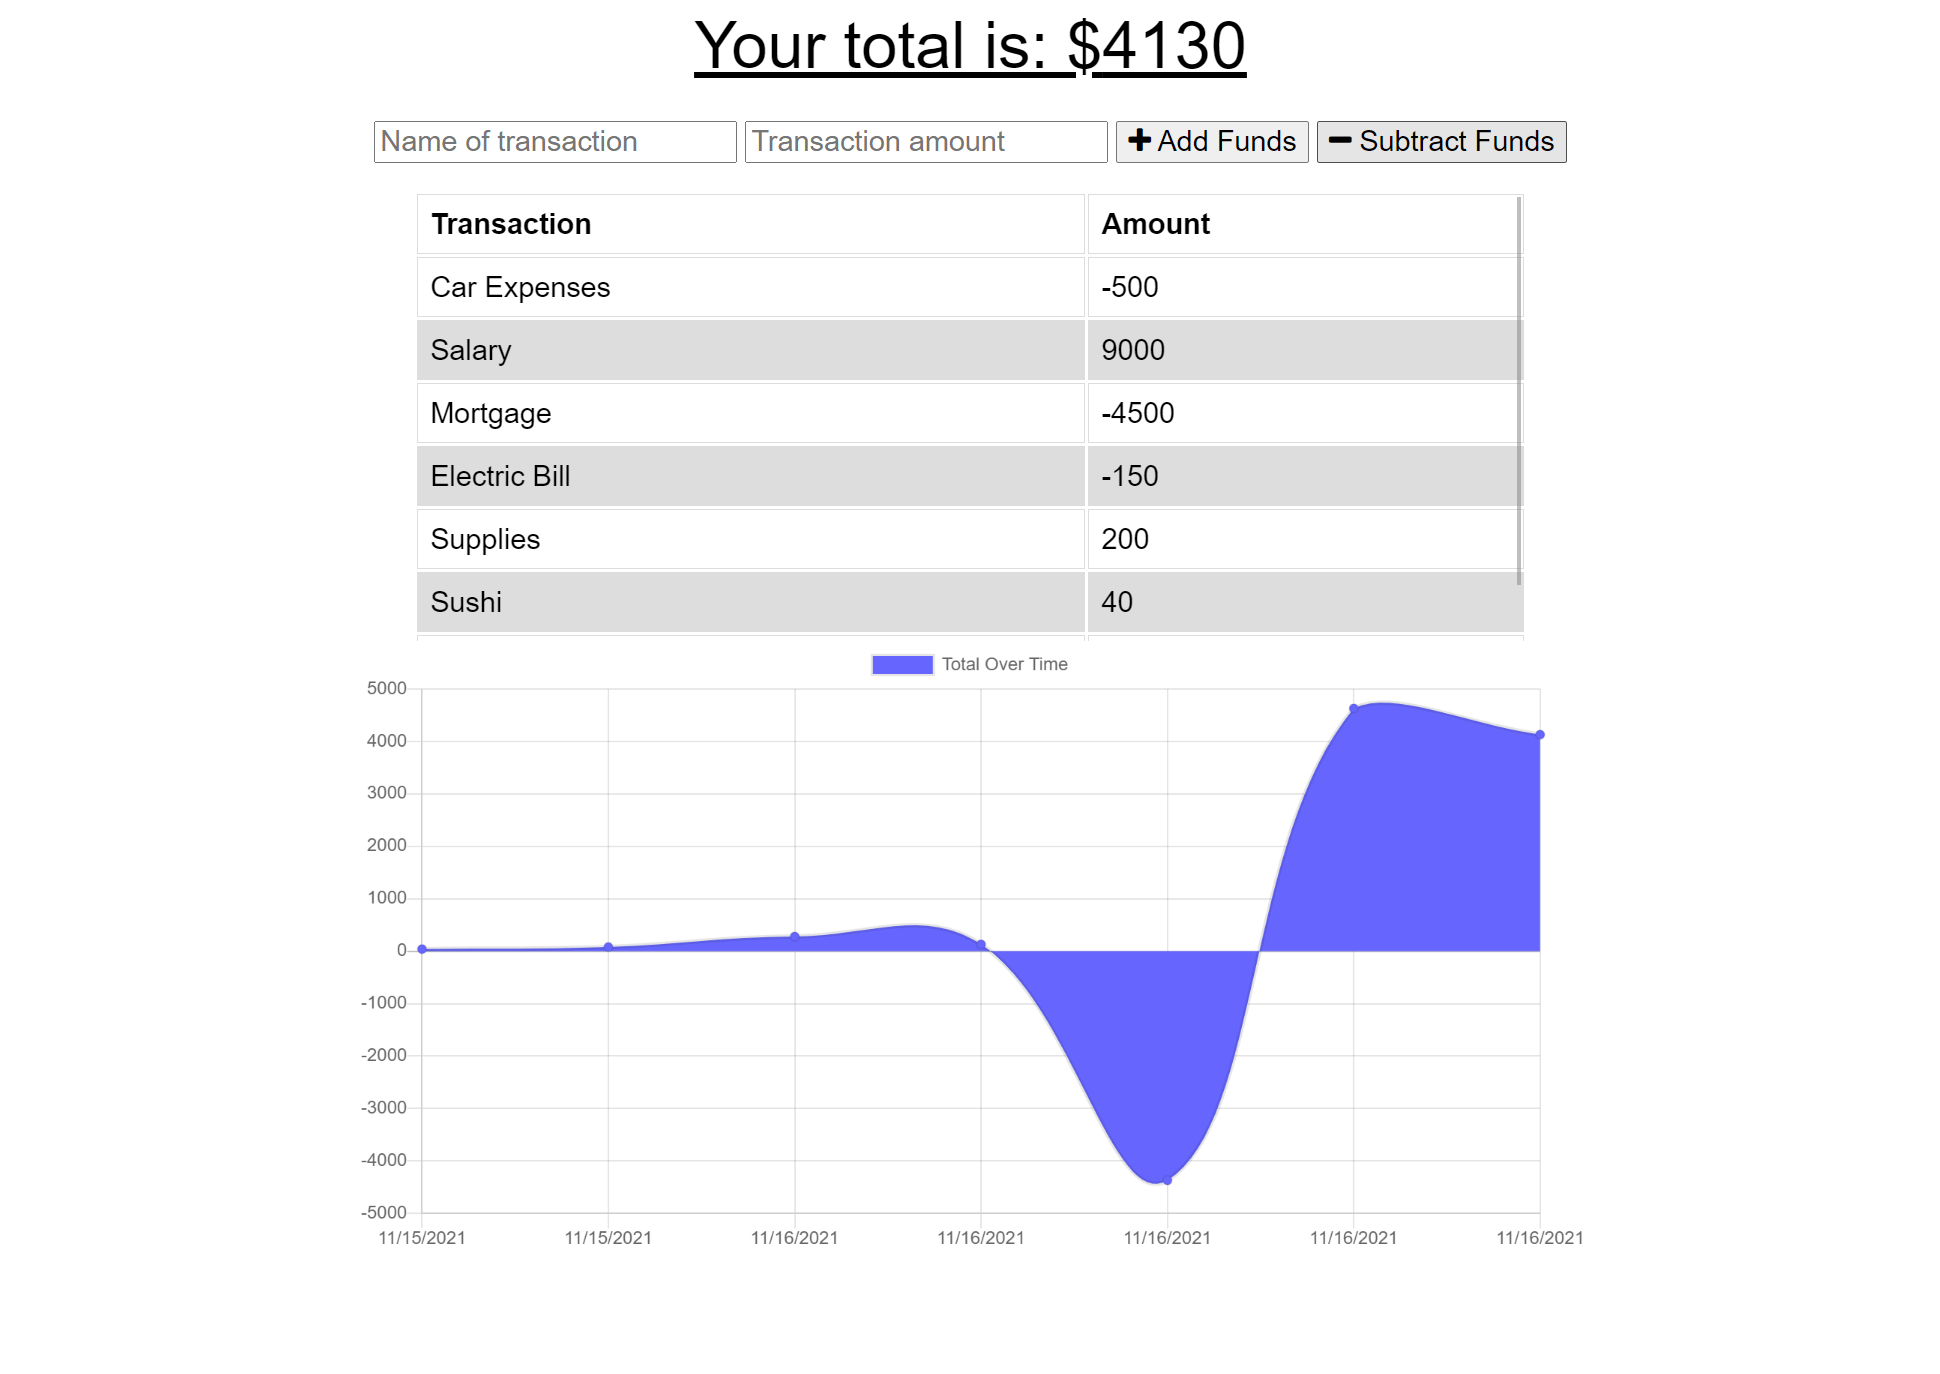 Your total is: $4130
Name of transaction Transaction amount Add Funds Subtract Funds
Transaction Amount
Car Expenses -500
Salary 9000
Mortgage -4500
Electric Bill -150
Supplies 200
Sushi 40
Total Over Time
5000
4000
3000
2000
1000
0
-1000
-2000
-3000
-4000
-5000
11/15/2021 11/15/2021 11/16/2021 11/16/2021 11/16/2021 11/16/2021 11/16/2021